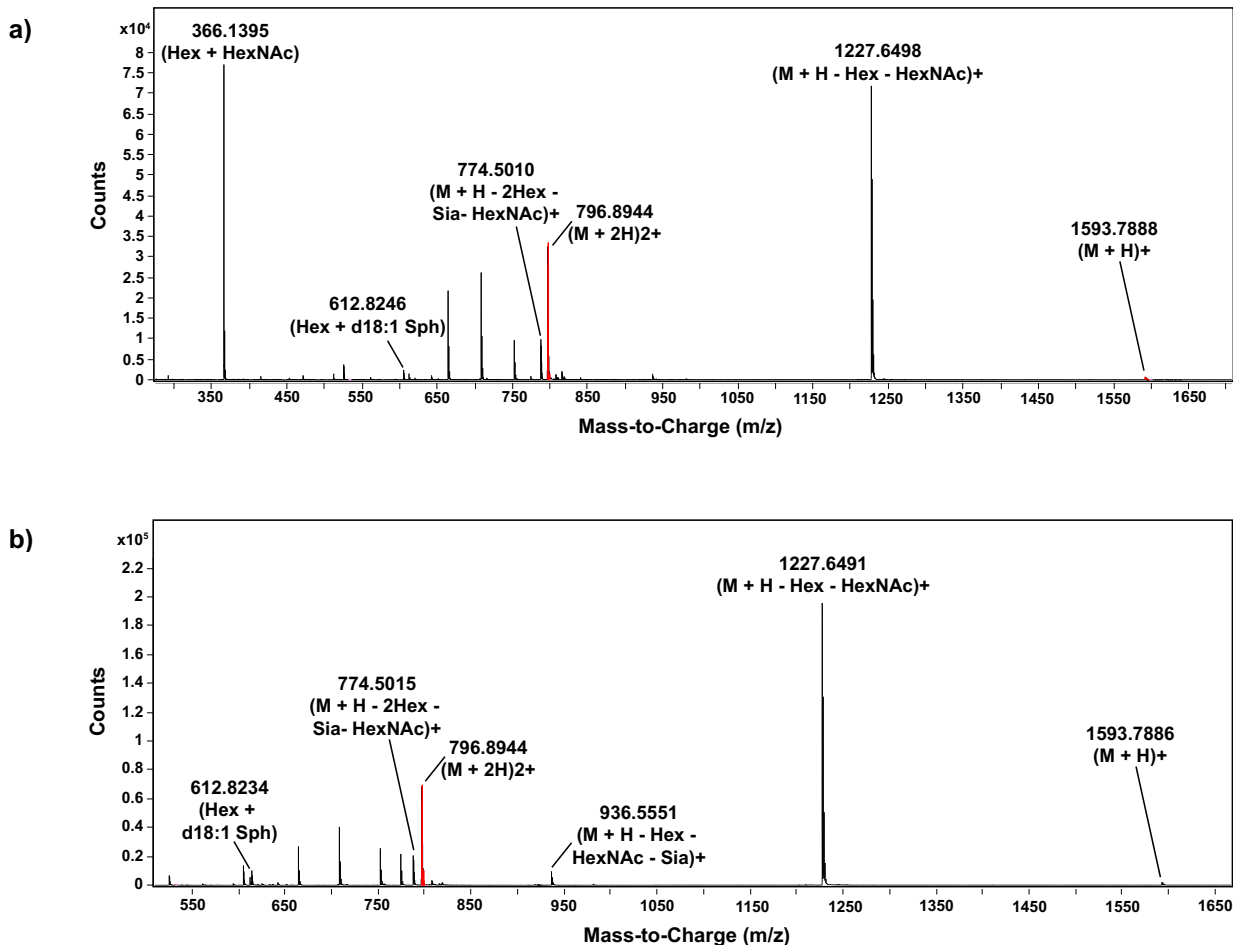 a)
x10⁴
8
7.5
7
6.5
6
5.5
5
4.5
4
3.5
3
2.5
2
1.5
1
0.5
0
Counts
366.1395
(Hex + HexNAc)
1227.6498
(M + H - Hex - HexNAc)+
774.5010
(M + H - 2Hex -
Sia- HexNAc)+
796.8944
(M + 2H)2+
1593.7888
(M + H)+
612.8246
(Hex + d18:1 Sph)
350 450 550 650 750 850 950 1050 1150 1250 1350 1450 1550 1650
Mass-to-Charge (m/z)
b)
x10⁵
2.2
2
1.8
1.6
1.4
1.2
1
0.8
0.6
0.4
0.2
0
Counts
1227.6491
(M + H - Hex - HexNAc)+
774.5015
(M + H - 2Hex -
Sia- HexNAc)+
796.8944
(M + 2H)2+
1593.7886
(M + H)+
612.8234
(Hex +
d18:1 Sph)
936.5551
(M + H - Hex -
HexNAc - Sia)+
550 650 750 850 950 1050 1150 1250 1350 1450 1550 1650
Mass-to-Charge (m/z)